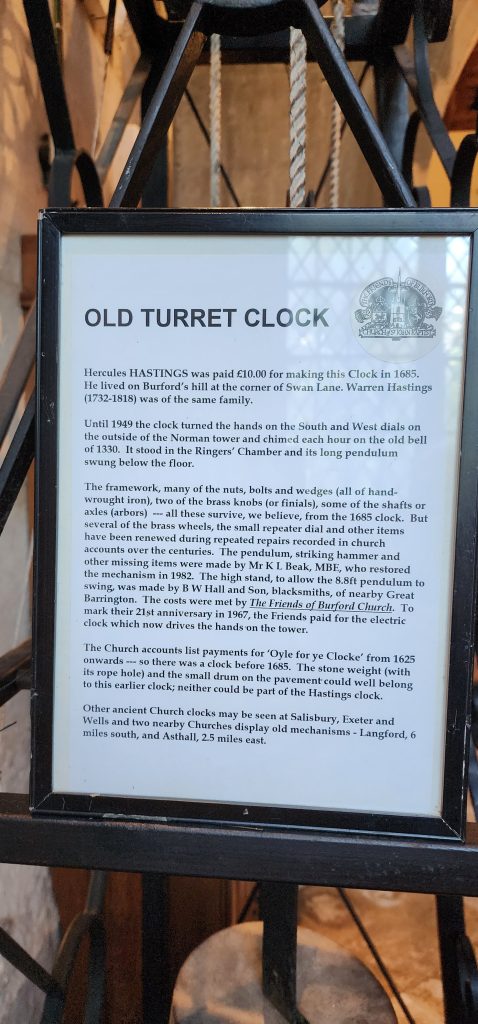 OLD TURRET CLOCK
Hercules HASTINGS was paid £10.00 for making this Clock in 1685.
He lived on Burford's hill at the corner of Swan Lane. Warren Hastings
(1732-1818) was of the same family.
Until 1949 the clock turned the hands on the South and West dials on
the outside of the Norman tower and chimed each hour on the old bell
of 1330. It stood in the Ringers' Chamber and its long pendulum
swung below the floor.
The framework, many of the nuts, bolts and wedges (all of hand-
wrought iron), two of the brass knobs (or finials), some of the shafts or
axles (arbors) --- all these survive, we believe, from the 1685 clock. But
several of the brass wheels, the small repeater dial and other items
have been renewed during repeated repairs recorded in church
accounts over the centuries. The pendulum, striking hammer and
other missing items were made by Mr K L Beak, MBE, who restored
the mechanism in 1982. The high stand, to allow the 8.8ft pendulum to
swing, was made by B W Hall and Son, blacksmiths, of nearby Great
Barrington. The costs were met by The Friends of Burford Church. To
mark their 21st anniversary in 1967, the Friends paid for the electric
clock which now drives the hands on the tower.
The Church accounts list payments for 'Oyle for ye Clocke' from 1625
onwards --- so there was a clock before 1685. The stone weight (with
its rope hole) and the small drum on the pavement could well belong
to this earlier clock; neither could be part of the Hastings clock.
Other ancient Church clocks may be seen at Salisbury, Exeter and
Wells and two nearby Churches display old mechanisms - Langford, 6
miles south, and Asthall, 2.5 miles east.